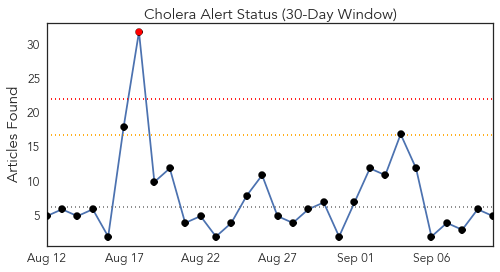 Cholera Alert Status (30-Day Window)
Articles Found
30
25
20
15
10
5
Aug 12 Aug 17 Aug 22 Aug 27 Sep 01 Sep 06